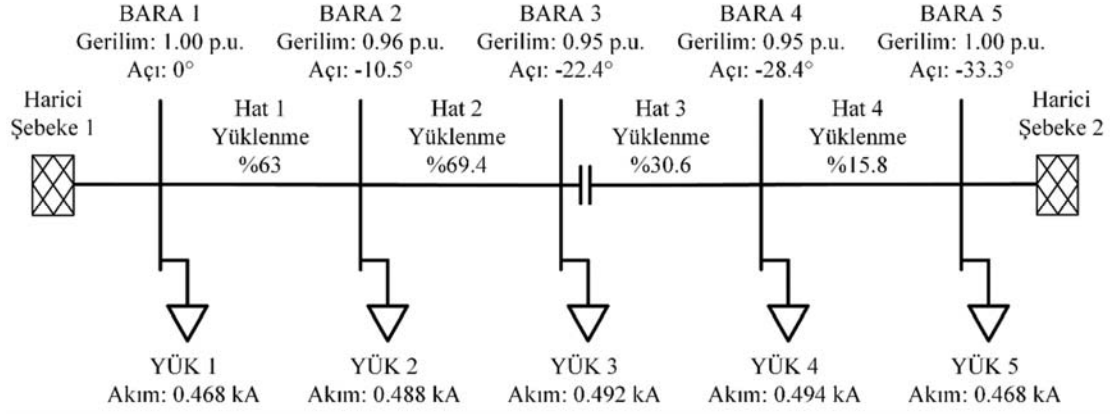 BARA 1
Gerilim: 1.00 p.u.
Açı: 0°
BARA 2
Gerilim: 0.96 p.u.
Açı: -10.5°
BARA 3
Gerilim: 0.95 p.u.
Açı: -22.4°
BARA 4
Gerilim: 0.95 p.u.
Açı: -28.4°
BARA 5
Gerilim: 1.00 p.u.
Açı: -33.3°
Harici
Şebeke 1
Hat 1
Yüklenme
%63
Hat 2
Yüklenme
%69.4
Hat 3
Yüklenme
%30.6
Hat 4
Yüklenme
%15.8
Harici
Şebeke 2
YÜK 1
Akım: 0.468 kA
YÜK 2
Akım: 0.488 kA
YÜK 3
Akım: 0.492 kA
YÜK 4
Akım: 0.494 kA
YÜK 5
Akım: 0.468 kA